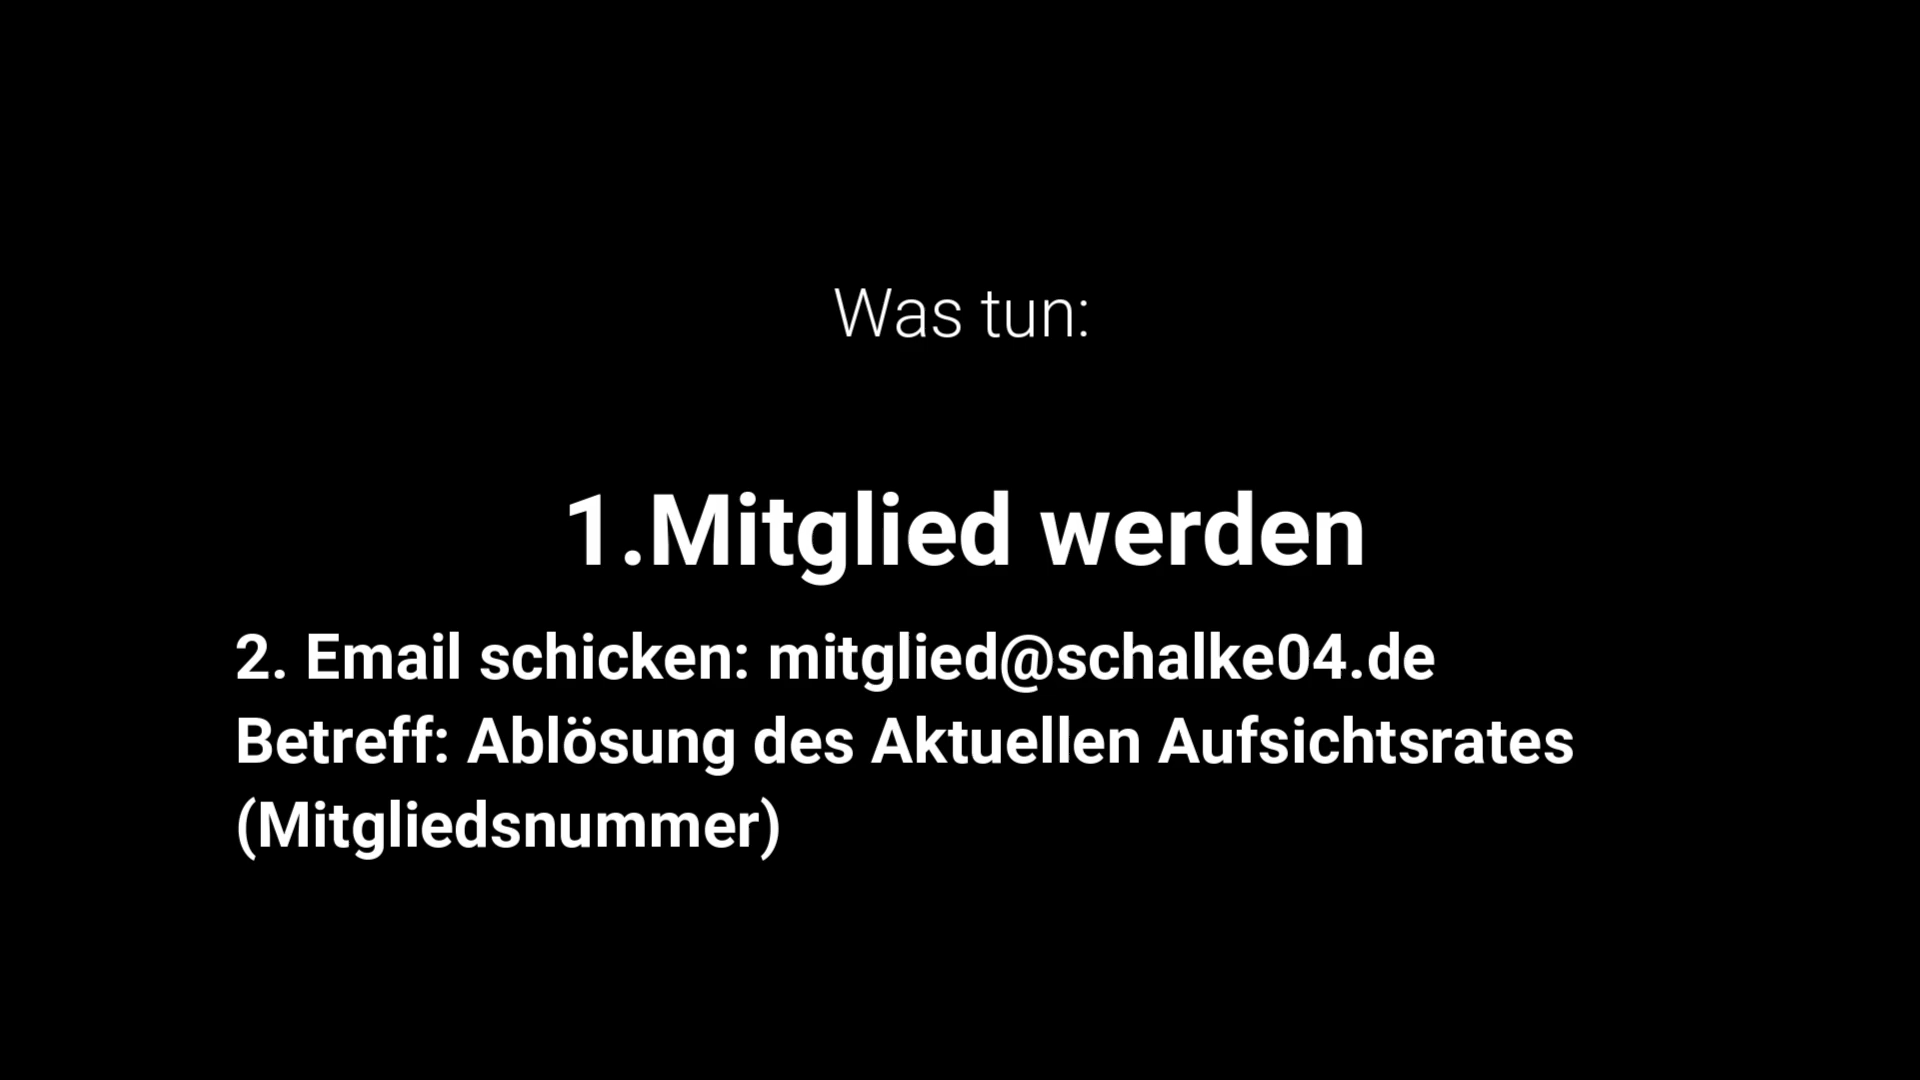 Was tun:
1.Mitglied werden
2. Email schicken: mitglied@schalke04.de
Betreff: Ablösung des Aktuellen Aufsichtsrates
(Mitgliedsnummer)